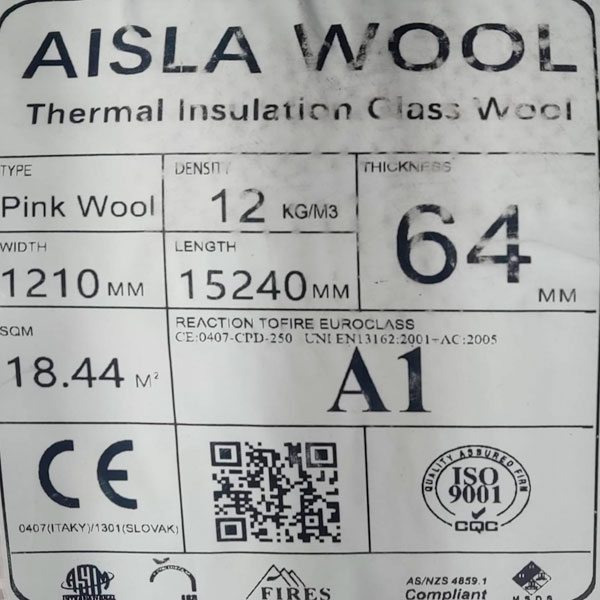 AISLA WOOL
Thermal Insulation Glass Wool
TYPE
Pink Wool
DENSITY
12 KG/M3
THICKNESS
64 MM
WIDTH
1210 MM
LENGTH
15240 MM
SQM
18.44 M²
REACTION TOFIRE EUROCLASS
CE:0407-CPD-250 UNI EN13162:2001-AC:2005
A1
CE
0407(ITAKY)/1301(SLOVAK)
QUALITY ASSURED FIRM
ISO
9001
CQC
ASTM
FIRES
AS/NZS 4859.1
Compliant
MSDS